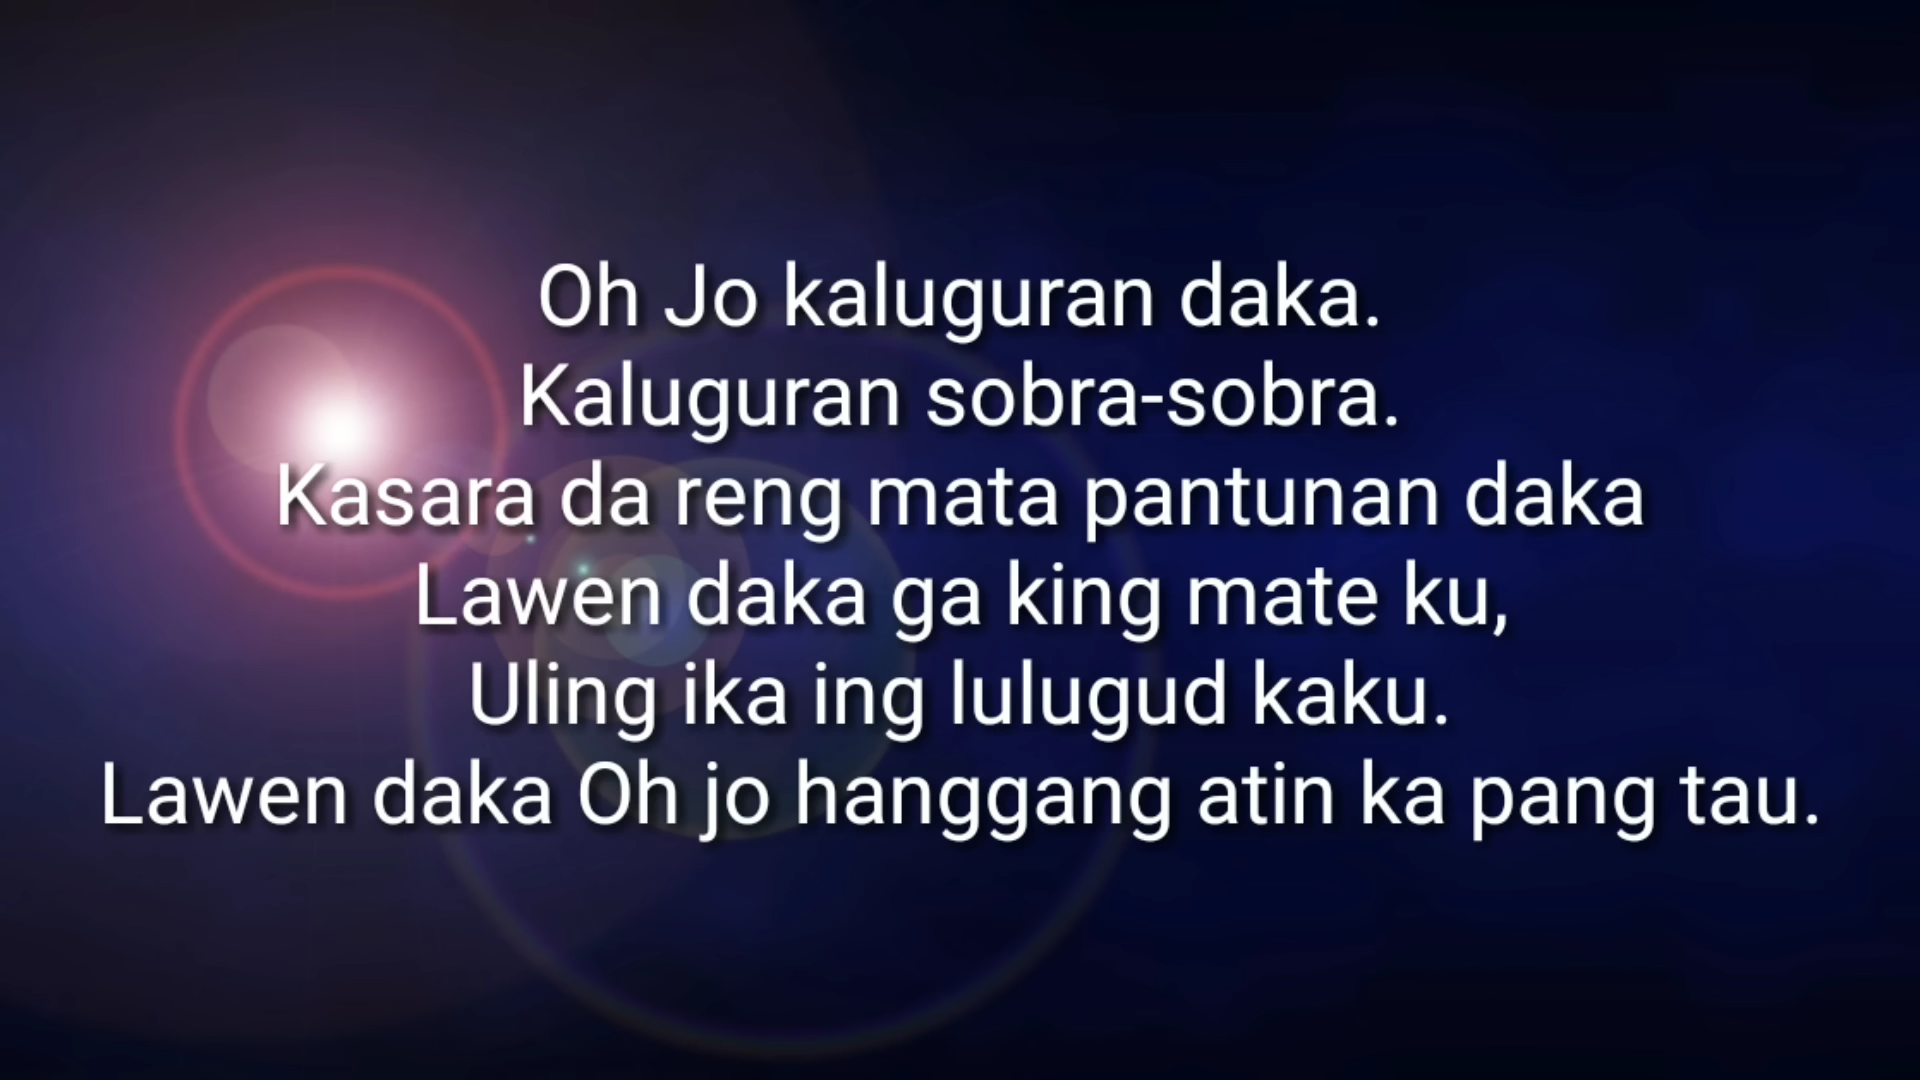 Oh Jo kaluguran daka.
Kaluguran sobra-sobra.
Kasara da reng mata pantunan daka
Lawen daka ga king mate ku,
Uling ika ing lulugud kaku.
Lawen daka Oh jo hanggang atin ka pang tau.